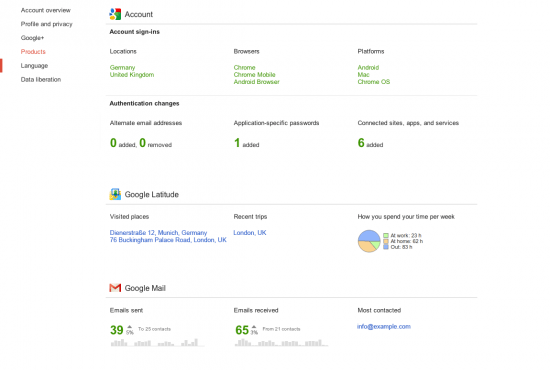 Account overview
Profile and privacy
Google+
Products
Language
Data liberation
Account
Account sign-ins
Locations Browsers Platforms
Germany Chrome Android
United Kingdom Chrome Mobile Mac
Android Browser Chrome OS
Authentication changes
Alternate email addresses Application-specific passwords Connected sites, apps, and services
0 added, 0 removed 1 added 6 added
Google Latitude
Visited places Recent trips How you spend your time per week
Dienerstraße 12, Munich, Germany London, UK
76 Buckingham Palace Road, London, UK
At work: 23 h
At home: 62 h
Out: 83 h
Google Mail
Emails sent Emails received Most contacted
39 5% To 25 contacts 65 3% From 21 contacts info@example.com